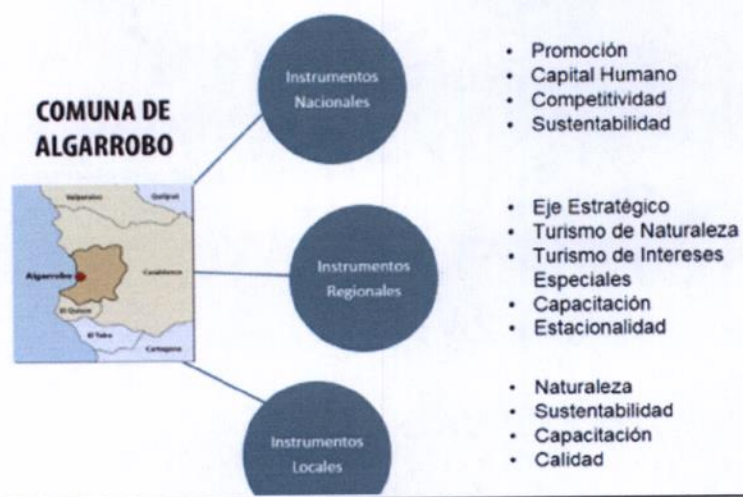 COMUNA DE
ALGARROBO
Valparaíso
Quilpué
Casablanca
Algarrobo
El Quisco
El Tabo
Cartagena
Instrumentos
Nacionales
• Promoción
• Capital Humano
• Competitividad
• Sustentabilidad
Instrumentos
Regionales
• Eje Estratégico
• Turismo de Naturaleza
• Turismo de Intereses
Especiales
• Capacitación
• Estacionalidad
Instrumentos
Locales
• Naturaleza
• Sustentabilidad
• Capacitación
• Calidad